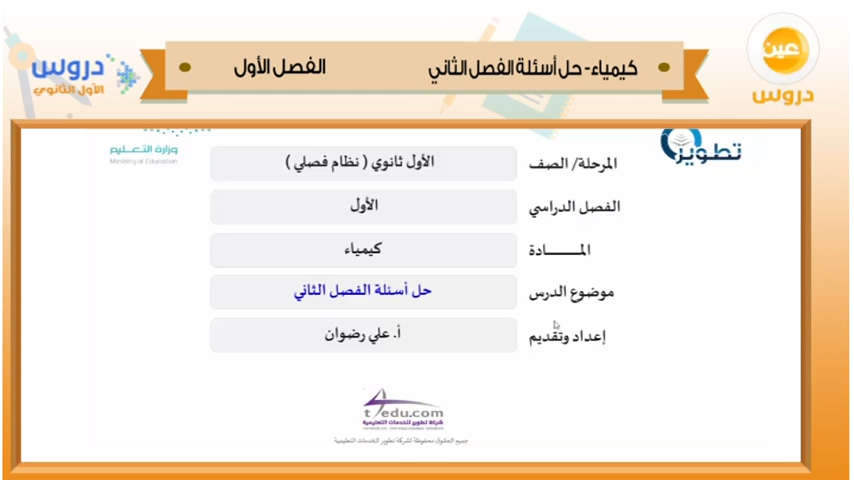 عين
دروس
كيمياء- حل أسئلة الفصل الثاني
الفصل الأول
دروس
الأول الثانوي
تطوير
وزارة التعليم
Ministry of Education
المرحلة/ الصف
الأول ثانوي ( نظام فصلي )
الفصل الدراسي
الأول
المــــــــادة
كيمياء
موضوع الدرس
حل أسئلة الفصل الثاني
إعداد وتقديم
أ. علي رضوان
t4edu.com
شركة تطوير للخدمات التعليمية
جميع الحقوق محفوظة لشركة تطوير للخدمات التعليمية